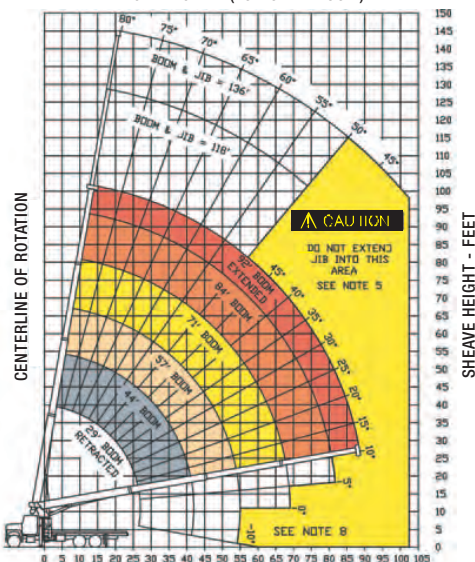 80°
75°
70°
65°
60°
55°
50°
45°
BOOM & JIB = 136'
BOOM & JIB = 118'
CAUTION
DO NOT EXTEND
JIB INTO THIS
AREA
SEE NOTE 5
92' BOOM
EXTENDED
84' BOOM
71' BOOM
57' BOOM
44' BOOM
29' BOOM
RETRACTED
45°
40°
35°
30°
25°
20°
15°
10°
5°
0°
-10°
SEE NOTE 8
CENTERLINE OF ROTATION
SHEAVE HEIGHT - FEET
150
145
140
135
130
125
120
115
110
105
100
95
90
85
80
75
70
65
60
55
50
45
40
35
30
25
20
15
10
5
0
0 5 10 15 20 25 30 35 40 45 50 55 60 65 70 75 80 85 90 95 100 105